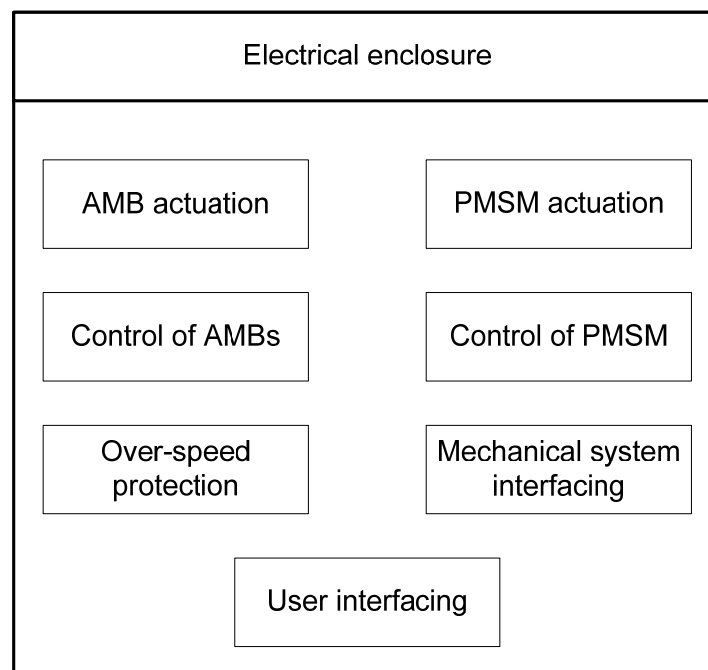 Electrical enclosure
AMB actuation
PMSM actuation
Control of AMBs
Control of PMSM
Over-speed
protection
Mechanical system
interfacing
User interfacing